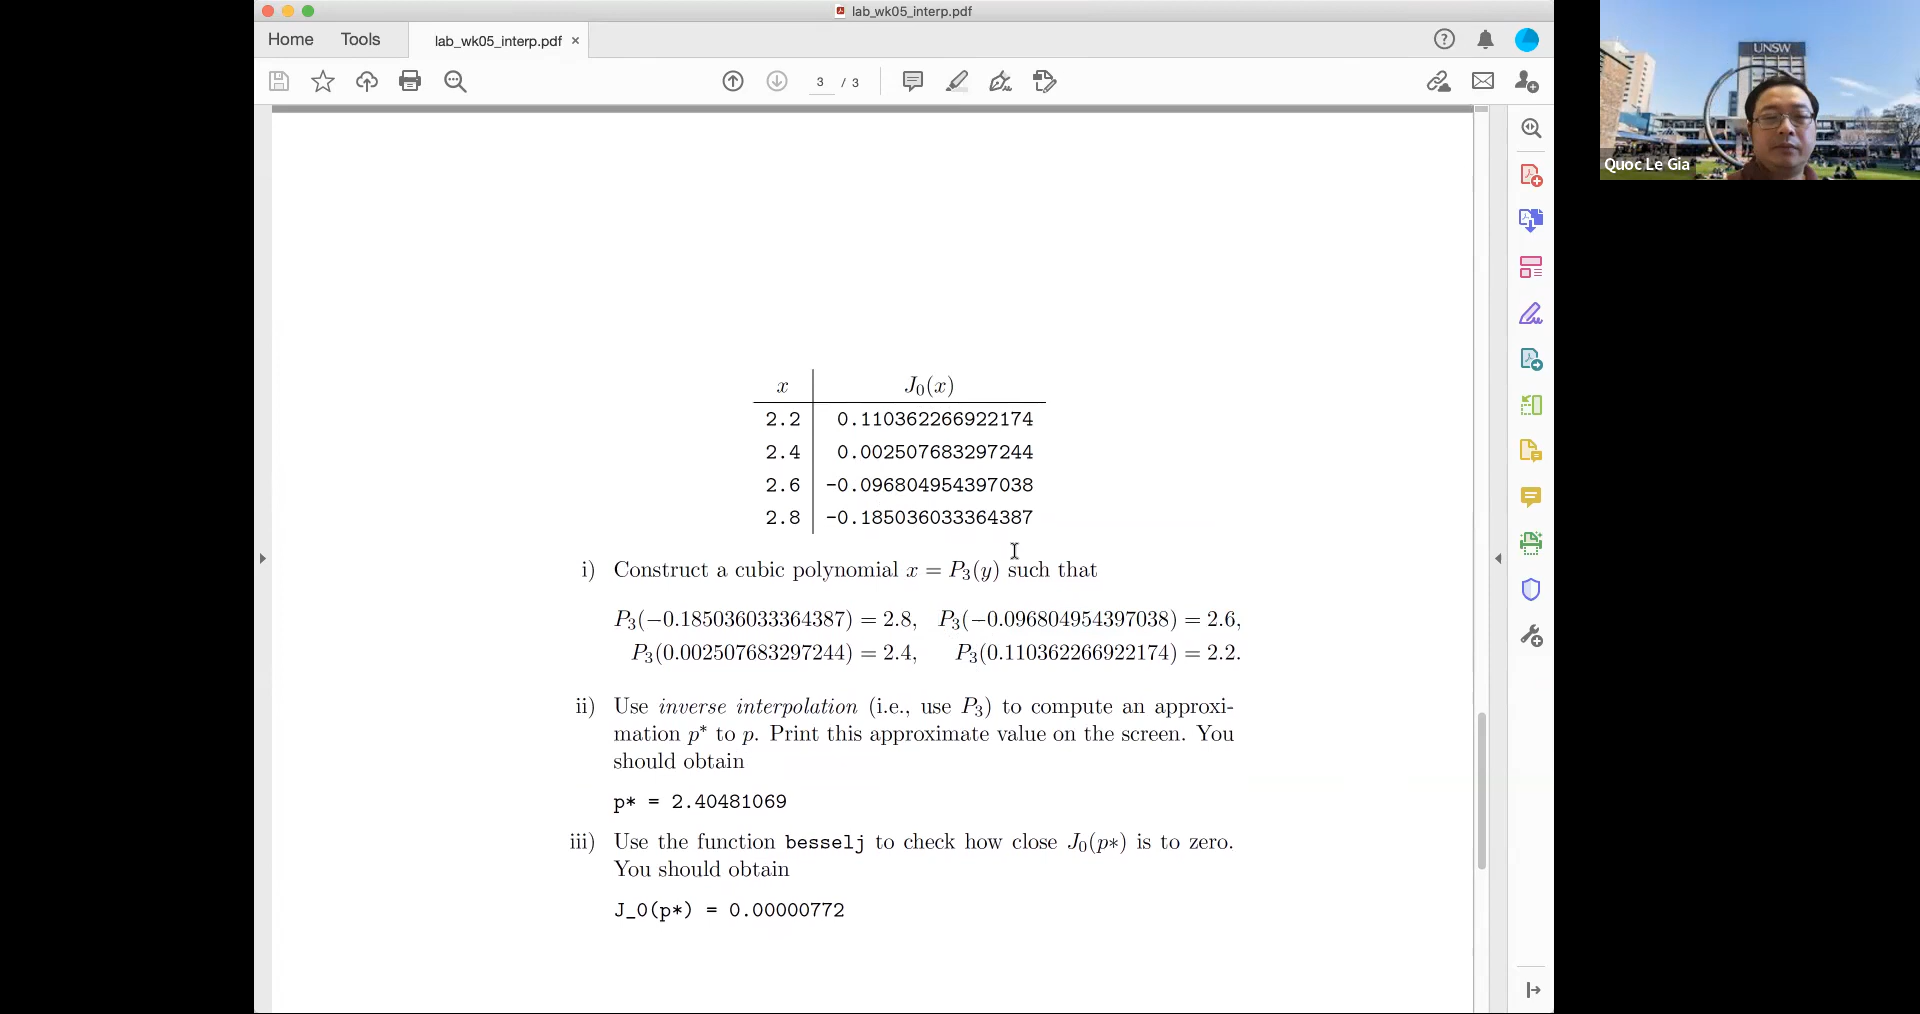 lab_wk05_interp.pdf
Home Tools lab_wk05_interp.pdf ×
3 / 3
UNSW
Quoc Le Gia
x J₀(x)
2.2 0.110362266922174
2.4 0.002507683297244
2.6 -0.096804954397038
2.8 -0.185036033364387
i) Construct a cubic polynomial x = P₃(y) such that
P₃(−0.185036033364387) = 2.8, P₃(−0.096804954397038) = 2.6,
P₃(0.002507683297244) = 2.4, P₃(0.110362266922174) = 2.2.
ii) Use inverse interpolation (i.e., use P₃) to compute an approxi-
mation p* to p. Print this approximate value on the screen. You
should obtain
p* = 2.40481069
iii) Use the function besselj to check how close J₀(p*) is to zero.
You should obtain
J_0(p*) = 0.00000772